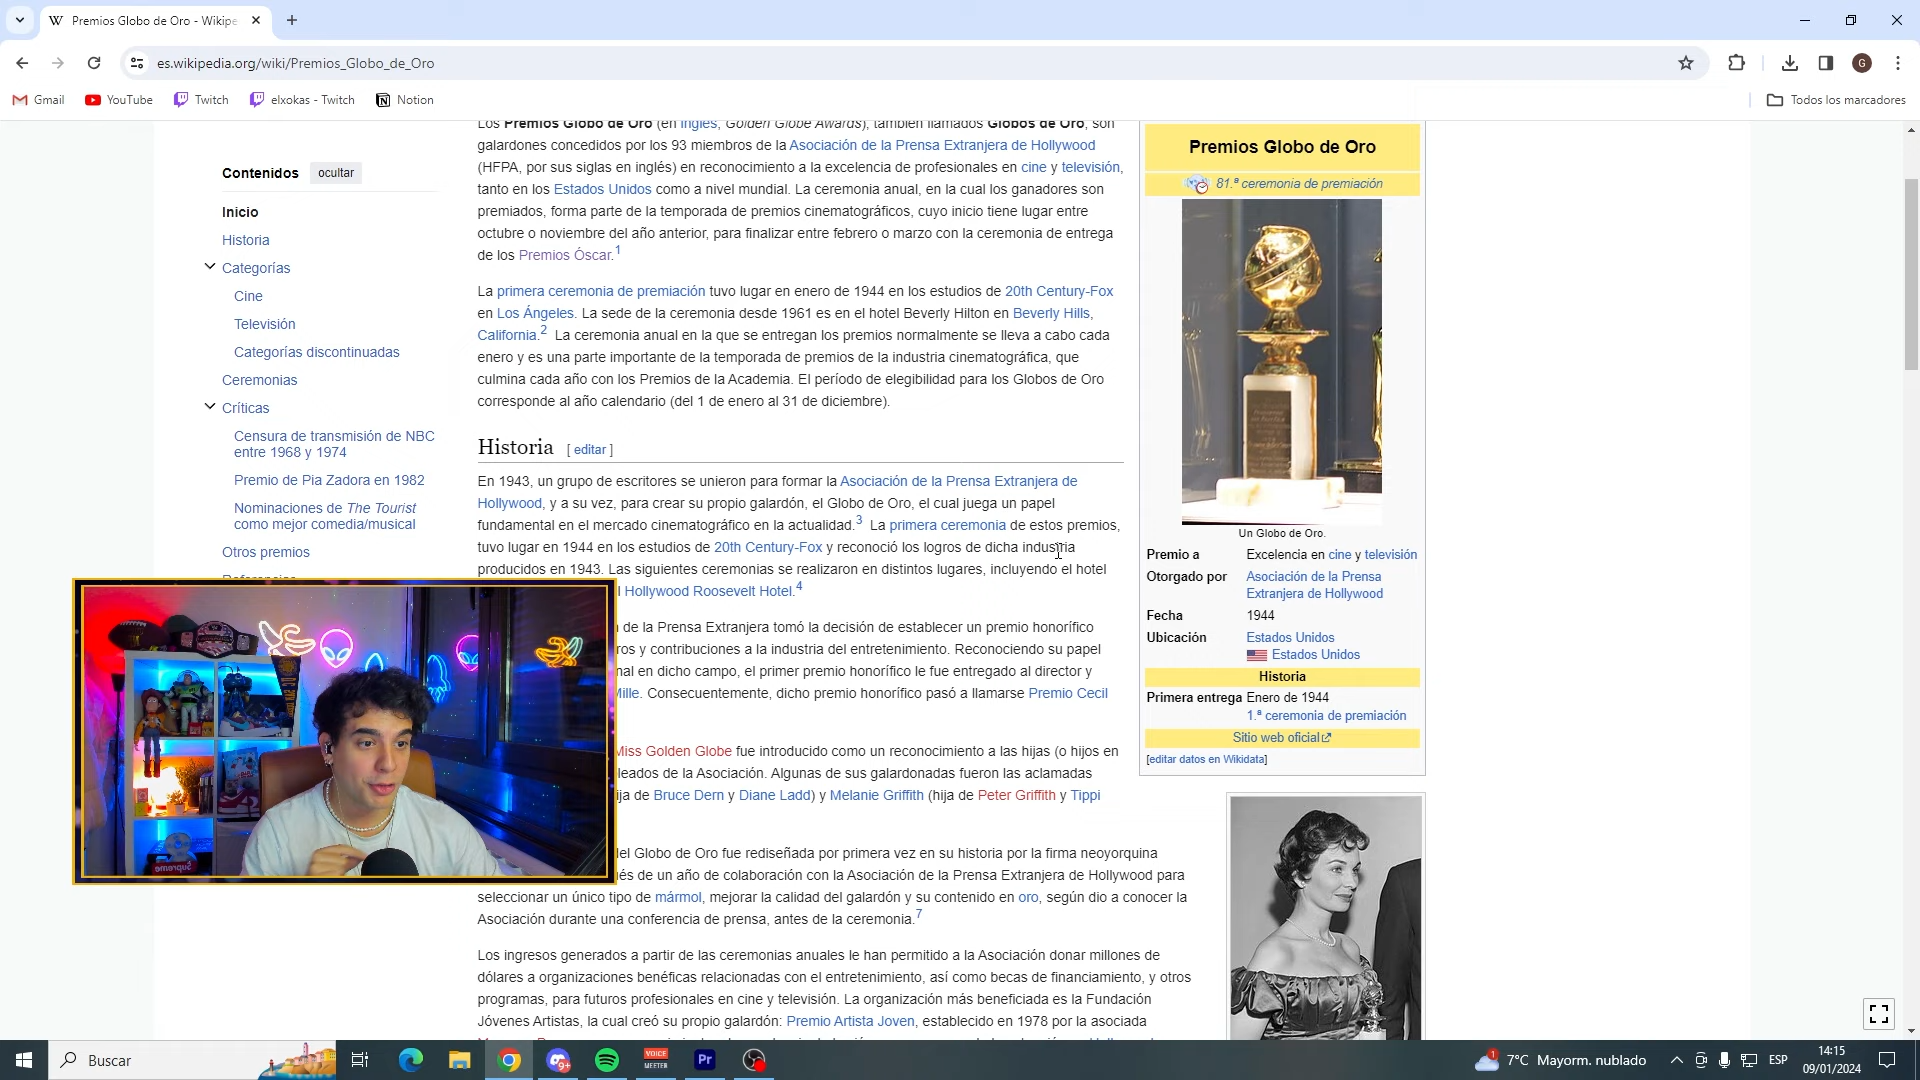 Premios Globo de Oro - Wikipe
es.wikipedia.org/wiki/Premios_Globo_de_Oro
G
Gmail
YouTube
Twitch
elxokas - Twitch
Notion
Todos los marcadores
Contenidos
ocultar
Inicio
Historia
Categorías
Cine
Televisión
Categorías discontinuadas
Ceremonias
Críticas
Censura de transmisión de NBC
entre 1968 y 1974
Premio de Pia Zadora en 1982
Nominaciones de The Tourist
como mejor comedia/musical
Otros premios
Referencias
Los Premios Globo de Oro (en inglés, Golden Globe Awards), también llamados Globos de Oro, son
galardones concedidos por los 93 miembros de la Asociación de la Prensa Extranjera de Hollywood
(HFPA, por sus siglas en inglés) en reconocimiento a la excelencia de profesionales en cine y televisión,
tanto en los Estados Unidos como a nivel mundial. La ceremonia anual, en la cual los ganadores son
premiados, forma parte de la temporada de premios cinematográficos, cuyo inicio tiene lugar entre
octubre o noviembre del año anterior, para finalizar entre febrero o marzo con la ceremonia de entrega
de los Premios Óscar.1
La primera ceremonia de premiación tuvo lugar en enero de 1944 en los estudios de 20th Century-Fox
en Los Ángeles. La sede de la ceremonia desde 1961 es en el hotel Beverly Hilton en Beverly Hills,
California.2 La ceremonia anual en la que se entregan los premios normalmente se lleva a cabo cada
enero y es una parte importante de la temporada de premios de la industria cinematográfica, que
culmina cada año con los Premios de la Academia. El período de elegibilidad para los Globos de Oro
corresponde al año calendario (del 1 de enero al 31 de diciembre).
Historia [ editar ]
En 1943, un grupo de escritores se unieron para formar la Asociación de la Prensa Extranjera de
Hollywood, y a su vez, para crear su propio galardón, el Globo de Oro, el cual juega un papel
fundamental en el mercado cinematográfico en la actualidad.3 La primera ceremonia de estos premios,
tuvo lugar en 1944 en los estudios de 20th Century-Fox y reconoció los logros de dicha industria
producidos en 1943. Las siguientes ceremonias se realizaron en distintos lugares, incluyendo el hotel
l Hollywood Roosevelt Hotel.4
de la Prensa Extranjera tomó la decisión de establecer un premio honorífico
ros y contribuciones a la industria del entretenimiento. Reconociendo su papel
nal en dicho campo, el primer premio honorífico le fue entregado al director y
Mille. Consecuentemente, dicho premio honorífico pasó a llamarse Premio Cecil
Miss Golden Globe fue introducido como un reconocimiento a las hijas (o hijos en
leados de la Asociación. Algunas de sus galardonadas fueron las aclamadas
ija de Bruce Dern y Diane Ladd) y Melanie Griffith (hija de Peter Griffith y Tippi
el Globo de Oro fue rediseñada por primera vez en su historia por la firma neoyorquina
és de un año de colaboración con la Asociación de la Prensa Extranjera de Hollywood para
seleccionar un único tipo de mármol, mejorar la calidad del galardón y su contenido en oro, según dio a conocer la
Asociación durante una conferencia de prensa, antes de la ceremonia.7
Los ingresos generados a partir de las ceremonias anuales le han permitido a la Asociación donar millones de
dólares a organizaciones benéficas relacionadas con el entretenimiento, así como becas de financiamiento, y otros
programas, para futuros profesionales en cine y televisión. La organización más beneficiada es la Fundación
Jóvenes Artistas, la cual creó su propio galardón: Premio Artista Joven, establecido en 1978 por la asociada
Premios Globo de Oro
81.ª ceremonia de premiación
Un Globo de Oro.
Premio a Excelencia en cine y televisión
Otorgado por Asociación de la Prensa
Extranjera de Hollywood
Fecha 1944
Ubicación Estados Unidos
Estados Unidos
Historia
Primera entrega Enero de 1944
1.ª ceremonia de premiación
Sitio web oficial
[editar datos en Wikidata]
Buscar
9+
VOICE
MEETER
Pr
1
7°C Mayorm. nublado
ESP
14:15
09/01/2024